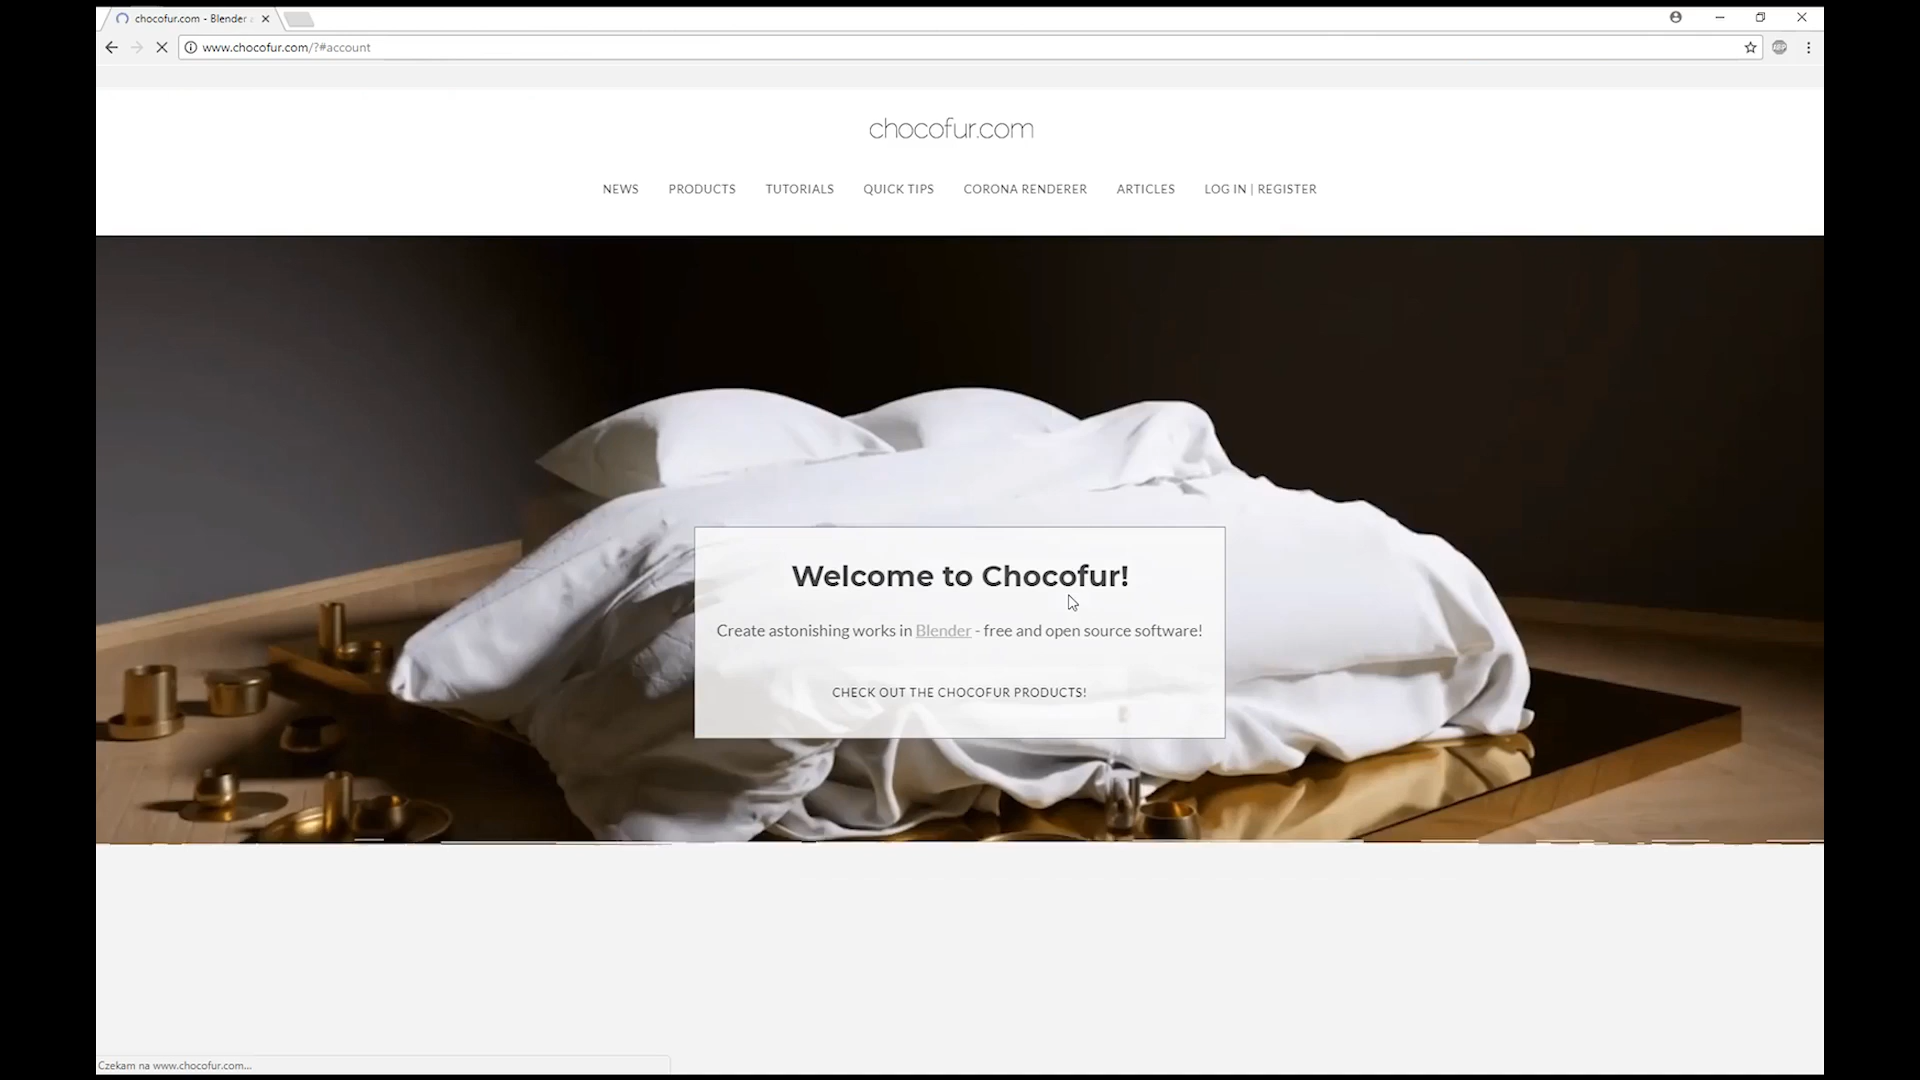 chocofur.com - Blender
www.chocofur.com/?#account
chocofur.com
NEWS PRODUCTS TUTORIALS QUICK TIPS CORONA RENDERER ARTICLES LOG IN | REGISTER
Welcome to Chocofur!
Create astonishing works in Blender - free and open source software!
CHECK OUT THE CHOCOFUR PRODUCTS!
Czekam na www.chocofur.com...